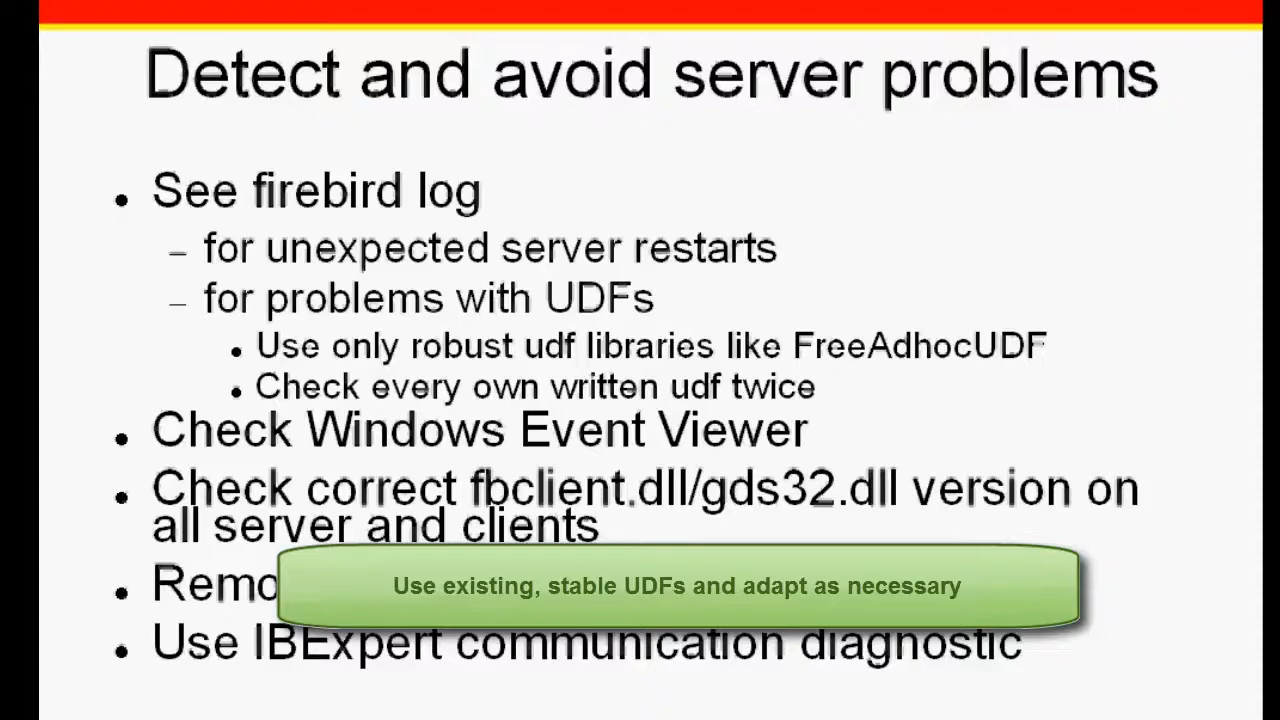 Detect and avoid server problems
• See firebird log
– for unexpected server restarts
– for problems with UDFs
• Use only robust udf libraries like FreeAdhocUDF
• Check every own written udf twice
• Check Windows Event Viewer
• Check correct fbclient.dll/gds32.dll version on
all server and clients
Use existing, stable UDFs and adapt as necessary
• Use IBExpert communication diagnostic